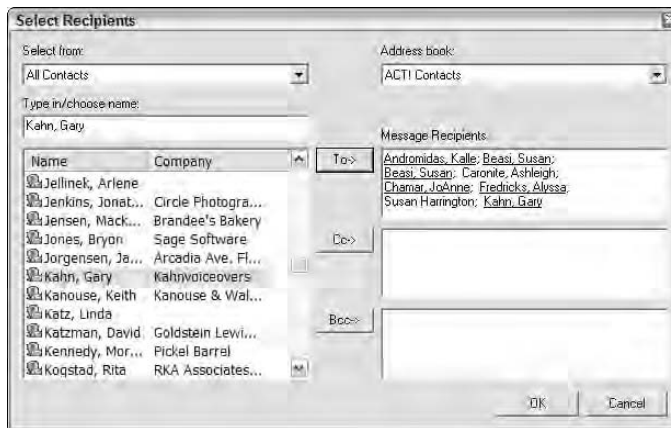 Select Recipients
Select from:
Address book:
All Contacts
ACT! Contacts
Type in/choose name:
Kahn, Gary
Message Recipients
Name Company
To->
Andromidas, Kalle; Beasi, Susan;
Beasi, Susan; Caronite, Ashleigh;
Chamar, JoAnne; Fredricks, Alyssa;
Susan Harrington; Kahn, Gary
Jellinek, Arlene
Jenkins, Jonat... Circle Photogra...
Jensen, Mack... Brandee's Bakery
Jones, Bryon Sage Software
Jorgensen, Ja... Arcadia Ave. Fl...
Kahn, Gary Kahnvoiceovers
Kanouse, Keith Kanouse & Wal...
Katz, Linda
Katzman, David Goldstein Lewi...
Kennedy, Mor... Pickel Barrel
Kogstad, Rita RKA Associates...
Cc->
Bcc->
OK Cancel